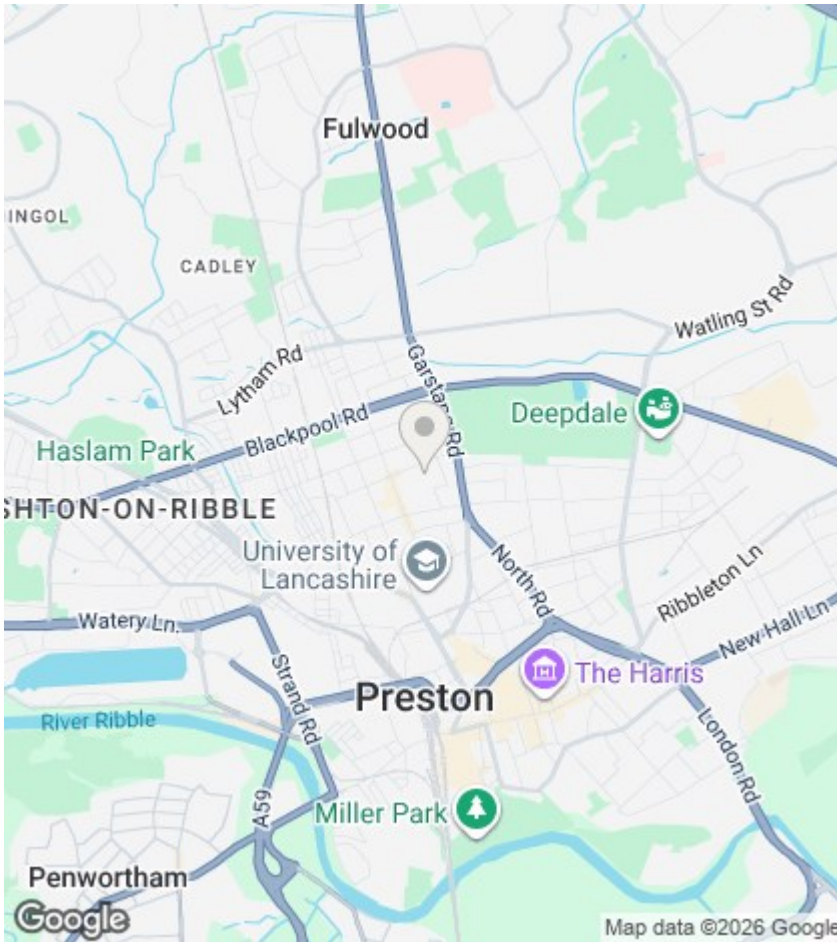 Fulwood
INGOL
CADLEY
Watling St Rd
Lytham Rd
Garstang Rd
Deepdale
Blackpool Rd
Haslam Park
SHTON-ON-RIBBLE
University of
Lancashire
North Rd
Ribbleton Ln
Watery Ln.
New Hall Ln
The Harris
Strand Rd
Preston
River Ribble
London Rd
A59
Miller Park
Penwortham
Google
Map data ©2026 Google